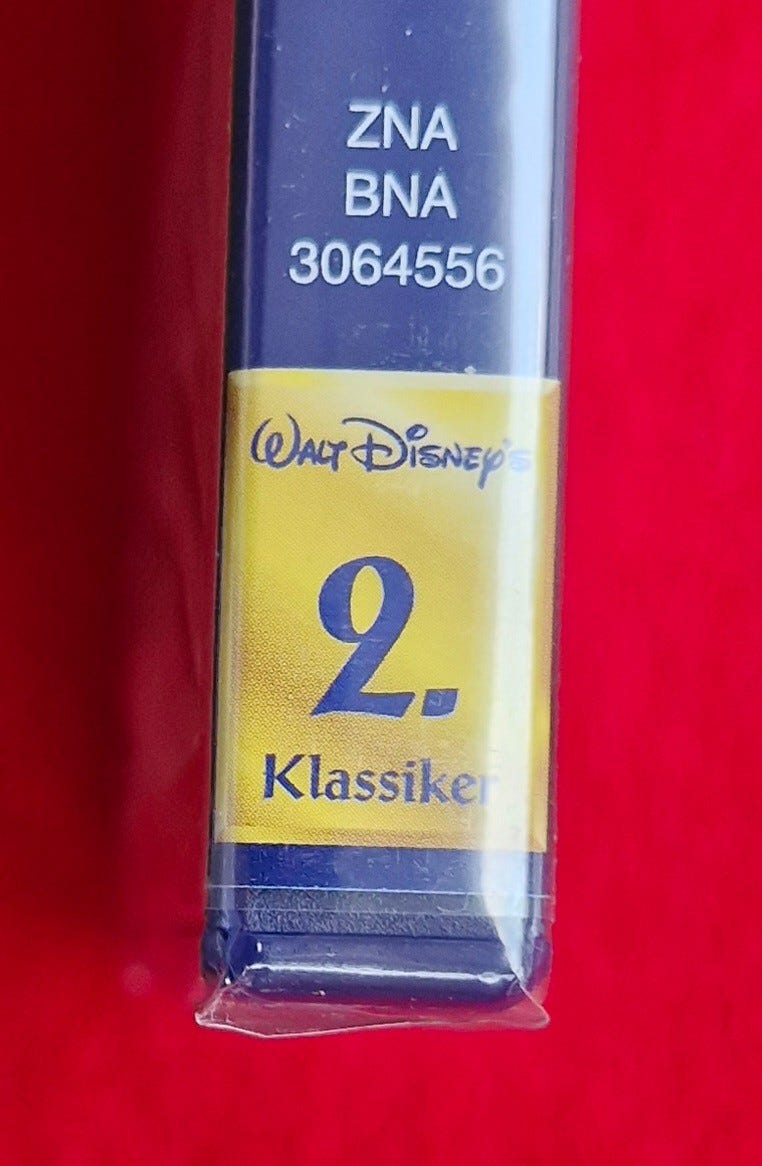 ZNA
BNA
3064556
WALT DISNEY's
2.
Klassiker